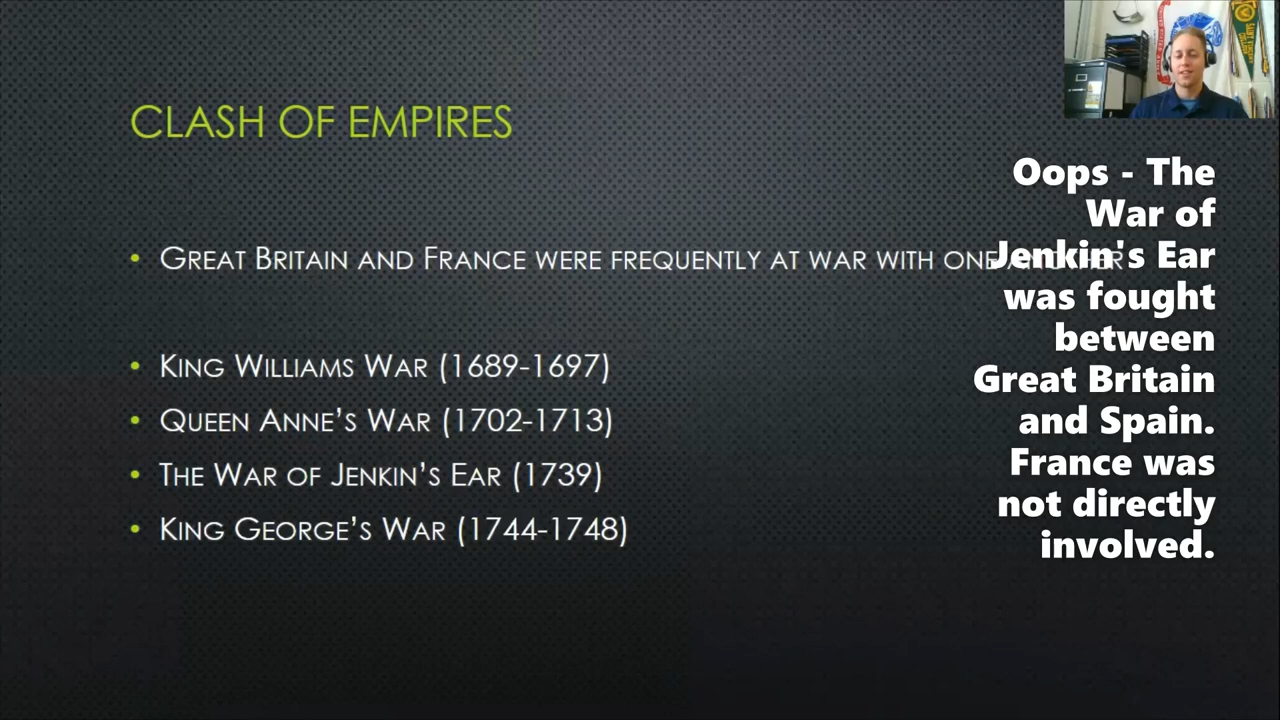 CLASH OF EMPIRES
• GREAT BRITAIN AND FRANCE WERE FREQUENTLY AT WAR WITH ONE ANOTHER
• KING WILLIAMS WAR (1689-1697)
• QUEEN ANNE’S WAR (1702-1713)
• THE WAR OF JENKIN’S EAR (1739)
• KING GEORGE’S WAR (1744-1748)
Oops - The
War of
Jenkin's Ear
was fought
between
Great Britain
and Spain.
France was
not directly
involved.